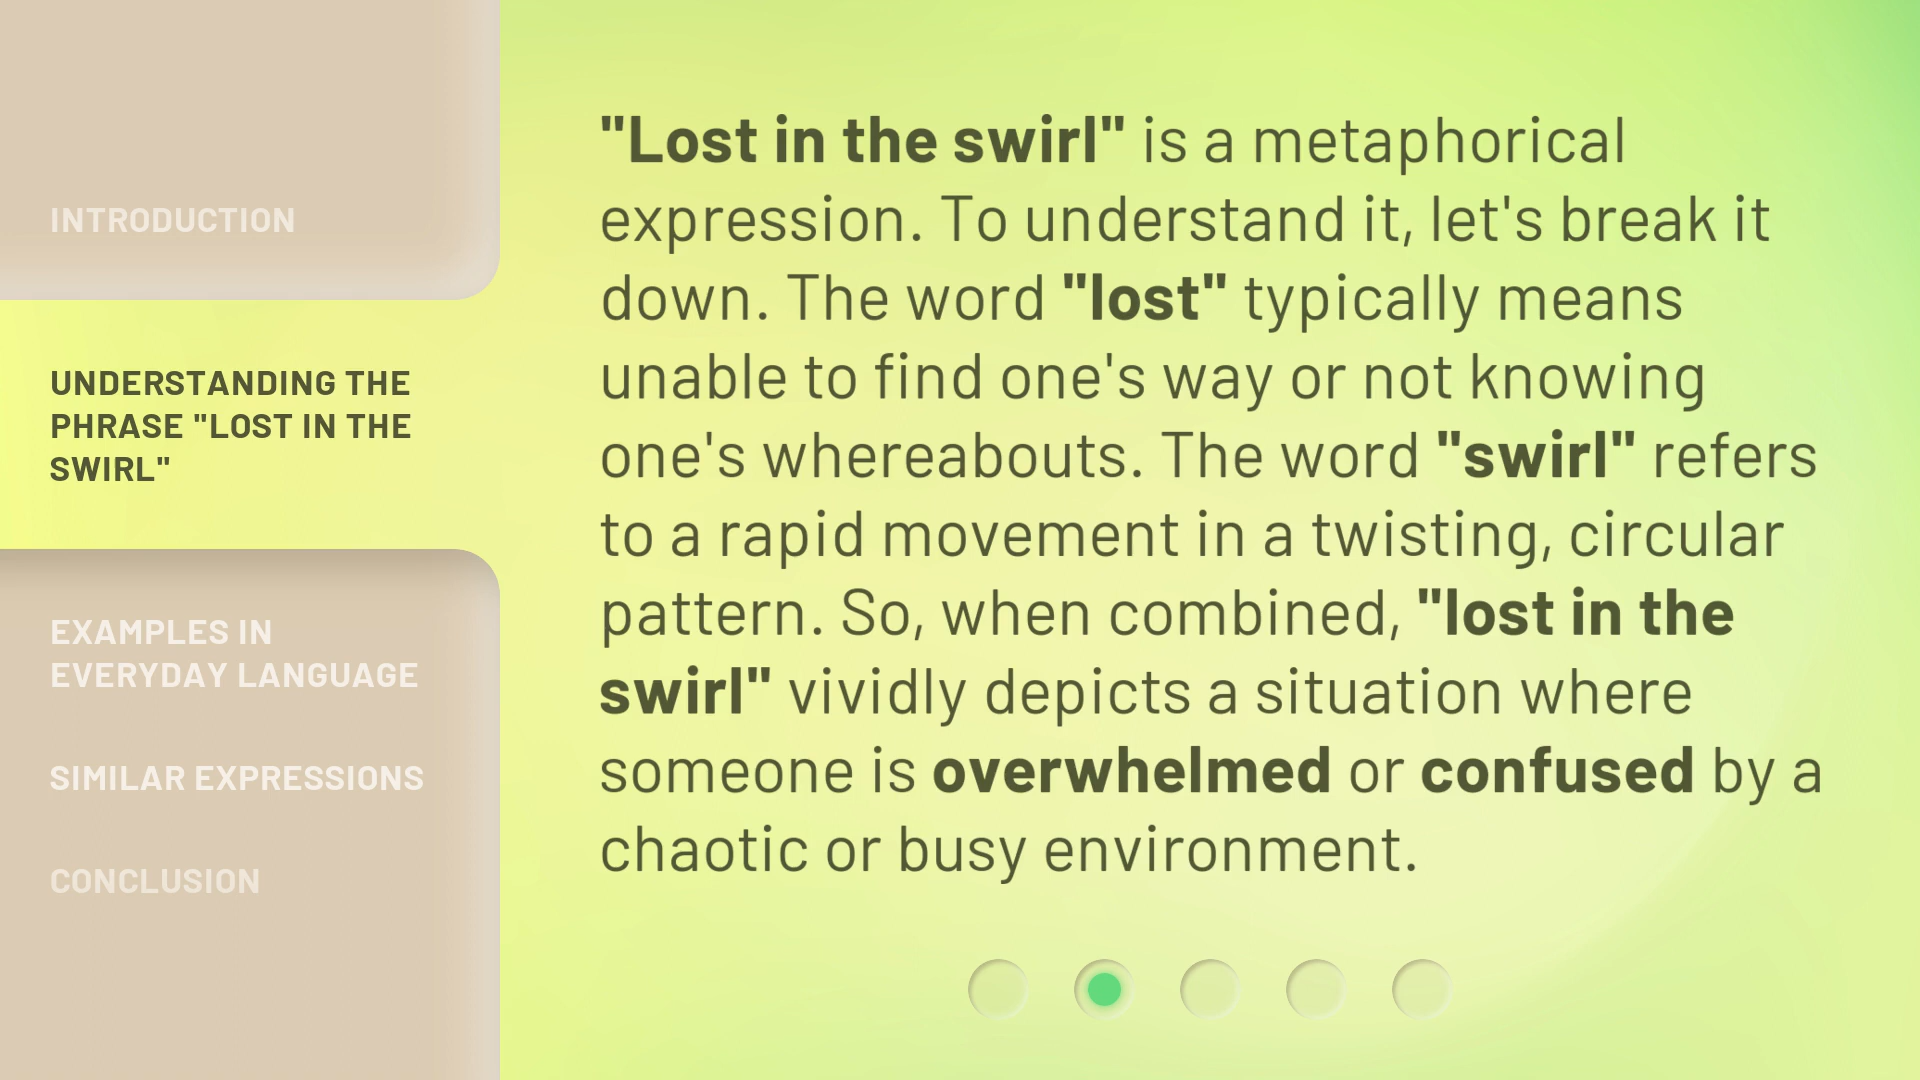 INTRODUCTION
UNDERSTANDING THE
PHRASE "LOST IN THE
SWIRL"
EXAMPLES IN
EVERYDAY LANGUAGE
SIMILAR EXPRESSIONS
CONCLUSION
"Lost in the swirl" is a metaphorical
expression. To understand it, let's break it
down. The word "lost" typically means
unable to find one's way or not knowing
one's whereabouts. The word "swirl" refers
to a rapid movement in a twisting, circular
pattern. So, when combined, "lost in the
swirl" vividly depicts a situation where
someone is overwhelmed or confused by a
chaotic or busy environment.